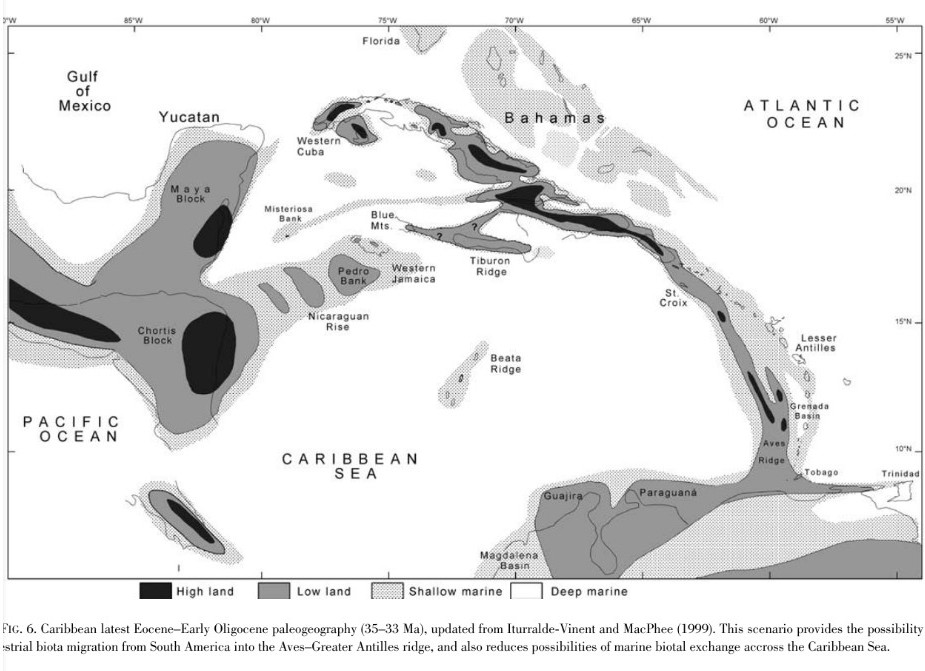 0°W 85°W 80°W 75°W 70°W 65°W 60°W 55°W
Florida
25°N
Gulf
of
Mexico
Yucatan
Bahamas
ATLANTIC
OCEAN
Western
Cuba
Maya
Block
20°N
Misteriosa
Bank
Blue
Mts.
?
?
Tiburon
Ridge
Pedro
Bank
Western
Jamaica
St.
Croix
Nicaraguan
Rise
15°N
Chortis
Block
Lesser
Antilles
Beata
Ridge
Grenada
Basin
PACIFIC
OCEAN
Aves
Ridge
10°N
CARIBBEAN
SEA
Tobago
Trinidad
Guajira
Paraguaná
Magdalena
Basin
High land Low land Shallow marine Deep marine
FIG. 6. Caribbean latest Eocene–Early Oligocene paleogeography (35–33 Ma), updated from Iturralde-Vinent and MacPhee (1999). This scenario provides the possibility
estrial biota migration from South America into the Aves–Greater Antilles ridge, and also reduces possibilities of marine biotal exchange accross the Caribbean Sea.